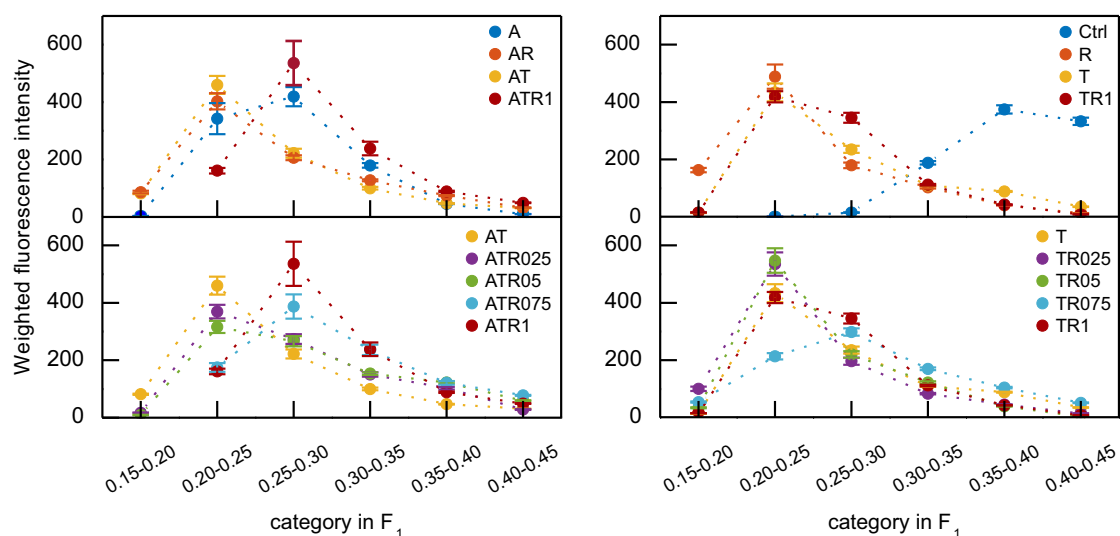 Weighted fluorescence intensity
600
400
200
0
A
AR
AT
ATR1
600
400
200
0
Ctrl
R
T
TR1
600
400
200
0
AT
ATR025
ATR05
ATR075
ATR1
600
400
200
0
T
TR025
TR05
TR075
TR1
0.15-0.20
0.20-0.25
0.25-0.30
0.30-0.35
0.35-0.40
0.40-0.45
category in F1
0.15-0.20
0.20-0.25
0.25-0.30
0.30-0.35
0.35-0.40
0.40-0.45
category in F1